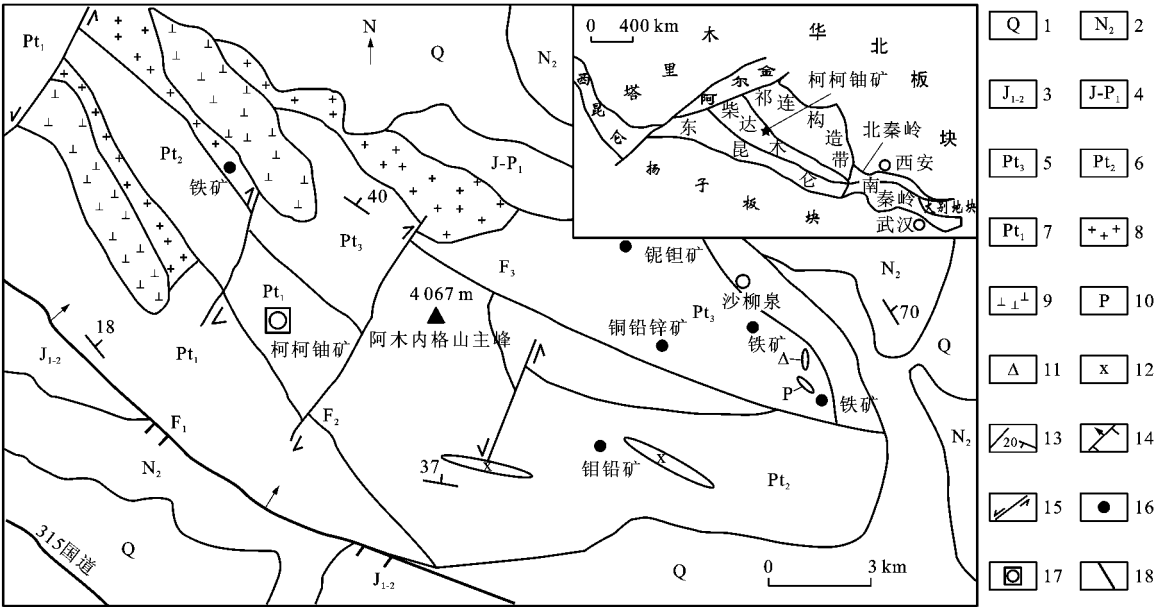 Pt₁
N
Q
N₂
0 400 km
木 华 北
里 金
西 塔 尔 柯柯铀矿 板
昆 阿 祁 连
仑 东 柴 达 构
昆 木 造 北秦岭 块
带 西安
扬 仑 南
子 秦岭 大别地块
板 块 武汉
Pt₂
铁矿
J-P₁
40
Pt₃
F₃
铌钽矿
N₂
Pt₁
4 067 m
沙柳泉
Pt₃
70
18
柯柯铀矿
阿木内格山主峰
铜铅锌矿
铁矿
Q
J₁₋₂
Pt₁
Δ
P
铁矿
F₁
F₂
N₂
N₂
37
x
钼铅矿
x
Pt₂
315国道
Q
J₁₋₂
Q
0 3 km
Q 1 N₂ 2
J₁₋₂ 3 J-P₁ 4
Pt₃ 5 Pt₂ 6
Pt₁ 7 8
9 P 10
Δ 11 x 12
20 13 14
15 16
17 18